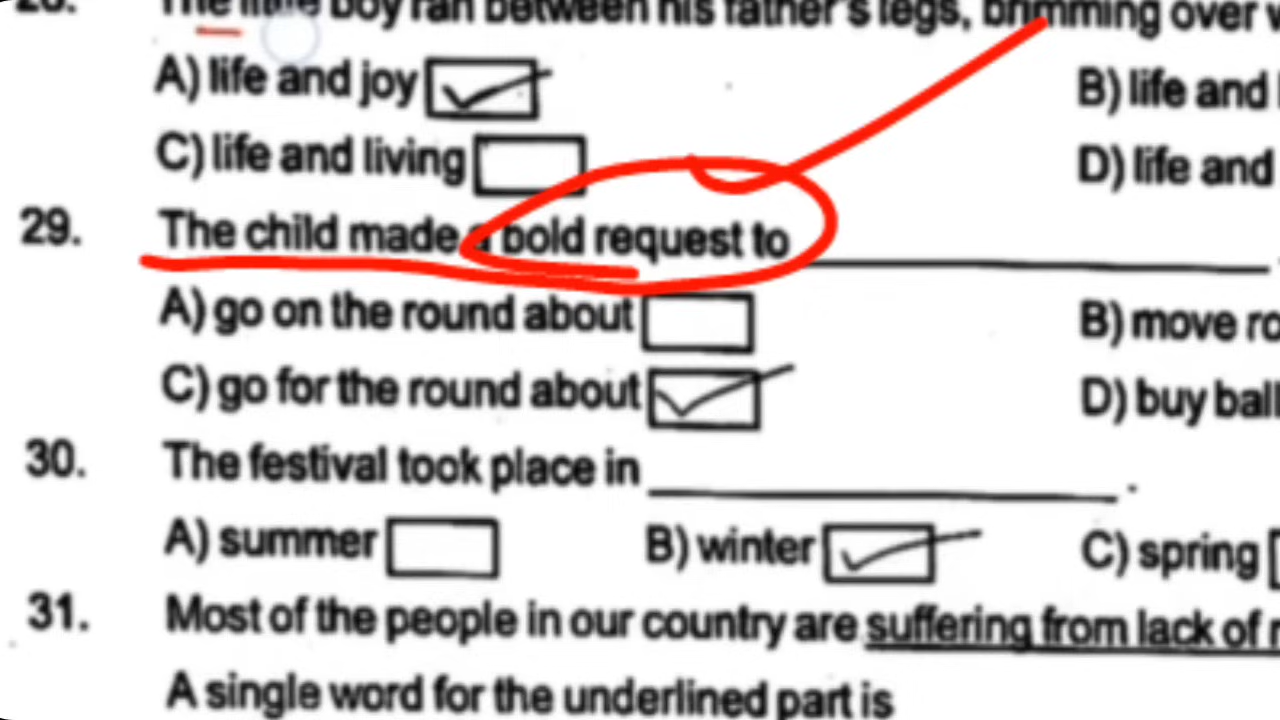 The little boy ran between his father's legs, brimming over
A) life and joy B) life and
C) life and living D) life and
29. The child made a bold request to
A) go on the round about B) move
C) go for the round about D) buy
30. The festival took place in .
A) summer B) winter C) spring
31. Most of the people in our country are suffering from lack of
A single word for the underlined part is